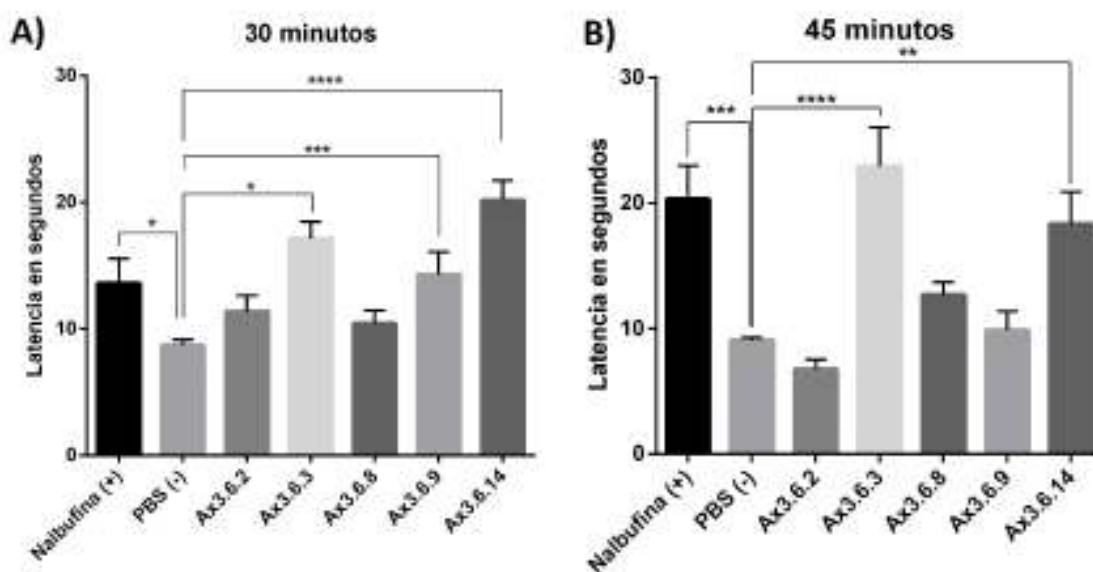 A)
30 minutos
Latencia en segundos
30
20
10
0
****
***
*
*
Nalbufina (+)
PBS (-)
Ax3.6.2
Ax3.6.3
Ax3.6.8
Ax3.6.9
Ax3.6.14
B)
45 minutos
Latencia en segundos
30
20
10
0
**
***
****
Nalbufina (+)
PBS (-)
Ax3.6.2
Ax3.6.3
Ax3.6.8
Ax3.6.9
Ax3.6.14